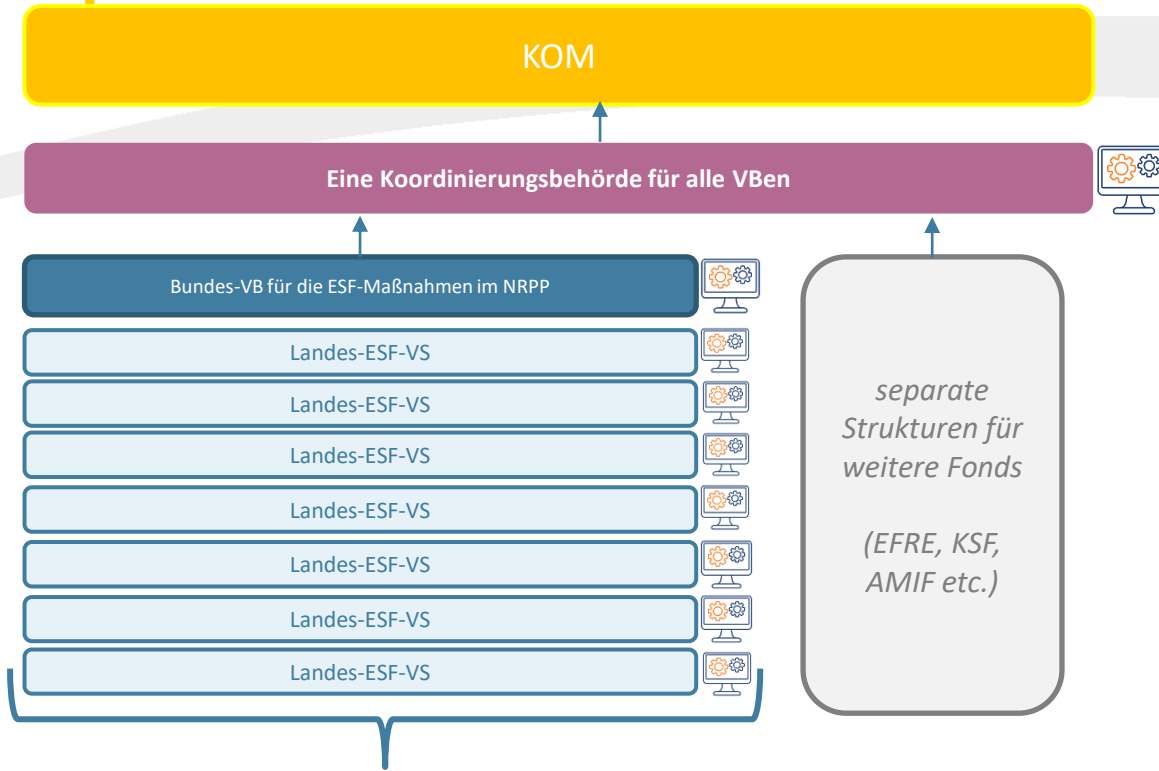 KOM
Eine Koordinierungsbehörde für alle VBen
Bundes-VB für die ESF-Maßnahmen im NRPP
Landes-ESF-VS
Landes-ESF-VS
Landes-ESF-VS
Landes-ESF-VS
Landes-ESF-VS
Landes-ESF-VS
Landes-ESF-VS
separate
Strukturen für
weitere Fonds
(EFRE, KSF,
AMIF etc.)